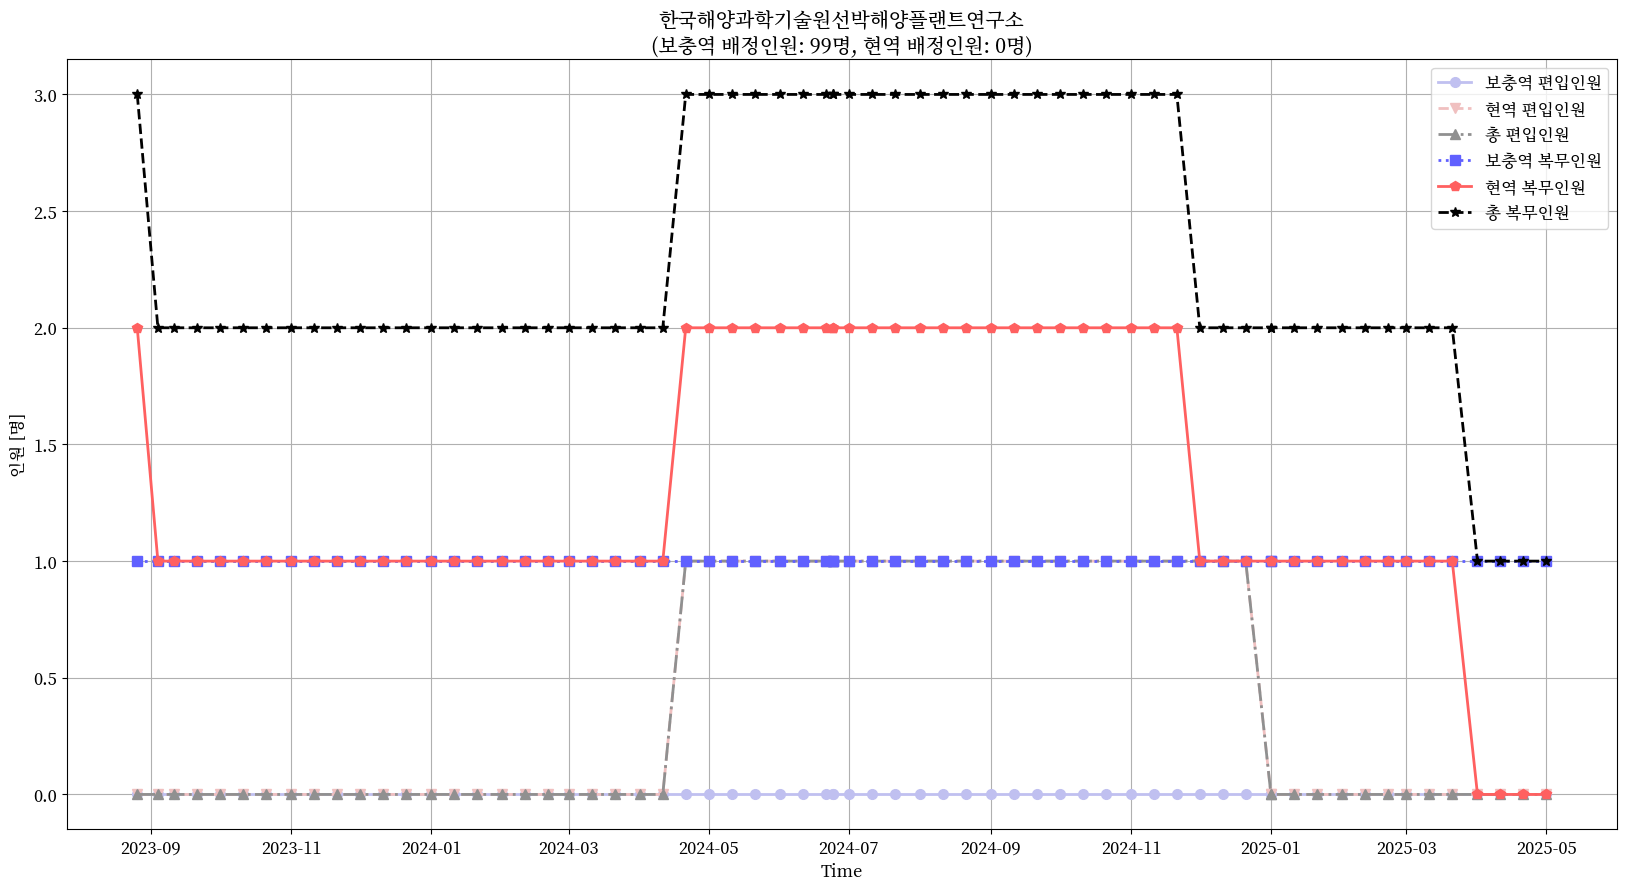 한국해양과학기술원선박해양플랜트연구소
(보충역 배정인원: 99명, 현역 배정인원: 0명)
보충역 편입인원
현역 편입인원
총 편입인원
보충역 복무인원
현역 복무인원
총 복무인원
인원 [명]
3.0
2.5
2.0
1.5
1.0
0.5
0.0
2023-09
2023-11
2024-01
2024-03
2024-05
2024-07
2024-09
2024-11
2025-01
2025-03
2025-05
Time